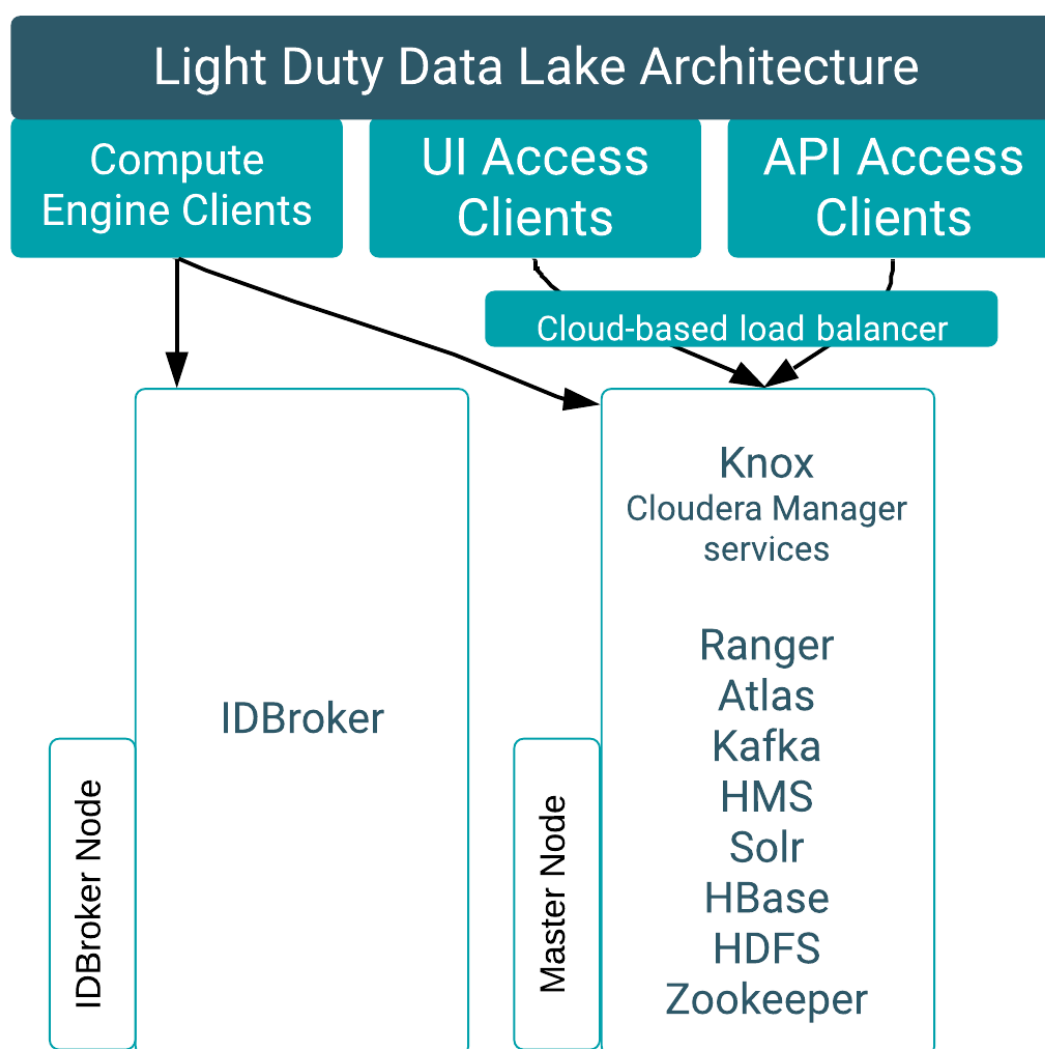 Light Duty Data Lake Architecture
Compute
Engine Clients
UI Access
Clients
API Access
Clients
Cloud-based load balancer
IDBroker
IDBroker Node
Knox
Cloudera Manager
services
Ranger
Atlas
Kafka
HMS
Solr
HBase
HDFS
Zookeeper
Master Node